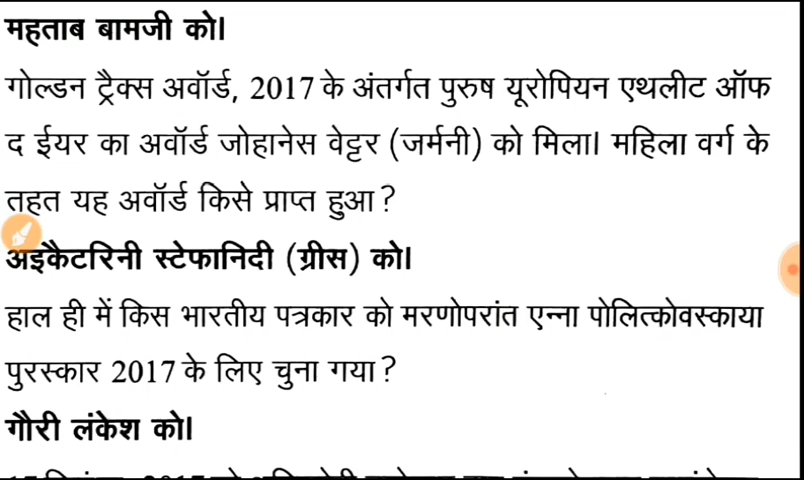 महताब बामजी को।
गोल्डन ट्रैक्स अवॉर्ड, 2017 के अंतर्गत पुरुष यूरोपियन एथलीट ऑफ
द ईयर का अवॉर्ड जोहानेस वेट्टर (जर्मनी) को मिला। महिला वर्ग के
तहत यह अवॉर्ड किसे प्राप्त हुआ?
अइकैटरिनी स्टेफानिदी (ग्रीस) को।
हाल ही में किस भारतीय पत्रकार को मरणोपरांत एन्ना पोलित्कोवस्काया
पुरस्कार 2017 के लिए चुना गया?
गौरी लंकेश को।